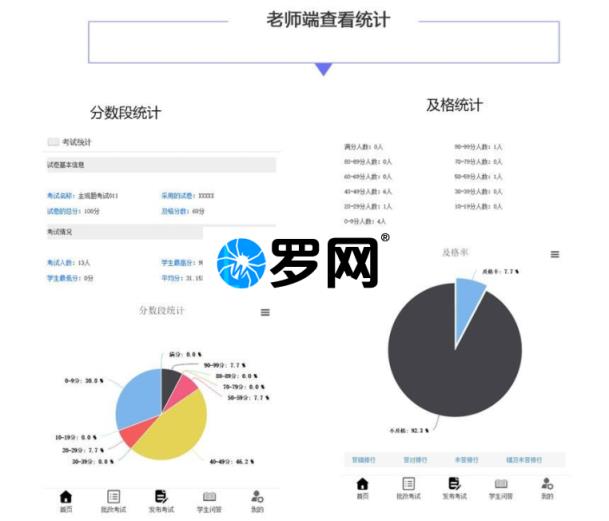 老师端查看统计
分数段统计
考试统计
试卷基本信息
考试名称：主观题考试011
采用的试卷：XXXXX
试卷的总分：100分
及格分数：60分
考试情况
考试人数：13人
学生最高分：9
学生最低分：0分
平均分：31.15
分数段统计
满分：0.0 %
90-99分：7.7 %
80-89分：0.0 %
70-79分：0.0 %
50-59分：7.7 %
0-9分：30.8 %
10-19分：0.0 %
20-29分：7.7 %
30-39分：0.0 %
40-49分：46.2 %
首页
批改考试
发布考试
学生问答
我的
及格统计
满分人数：0人
90-99分人数：1人
80-89分人数：0人
70-79分人数：0人
60-69分人数：0人
50-59分人数：1人
40-49分人数：6人
30-39分人数：0人
20-29分人数：1人
10-19分人数：0人
0-9分人数：4人
罗网®
及格率
及格率：7.7 %
不及格：92.3 %
答错排行
答对排行
未答排行
错及未答排行
首页
批改考试
发布考试
学生问答
我的